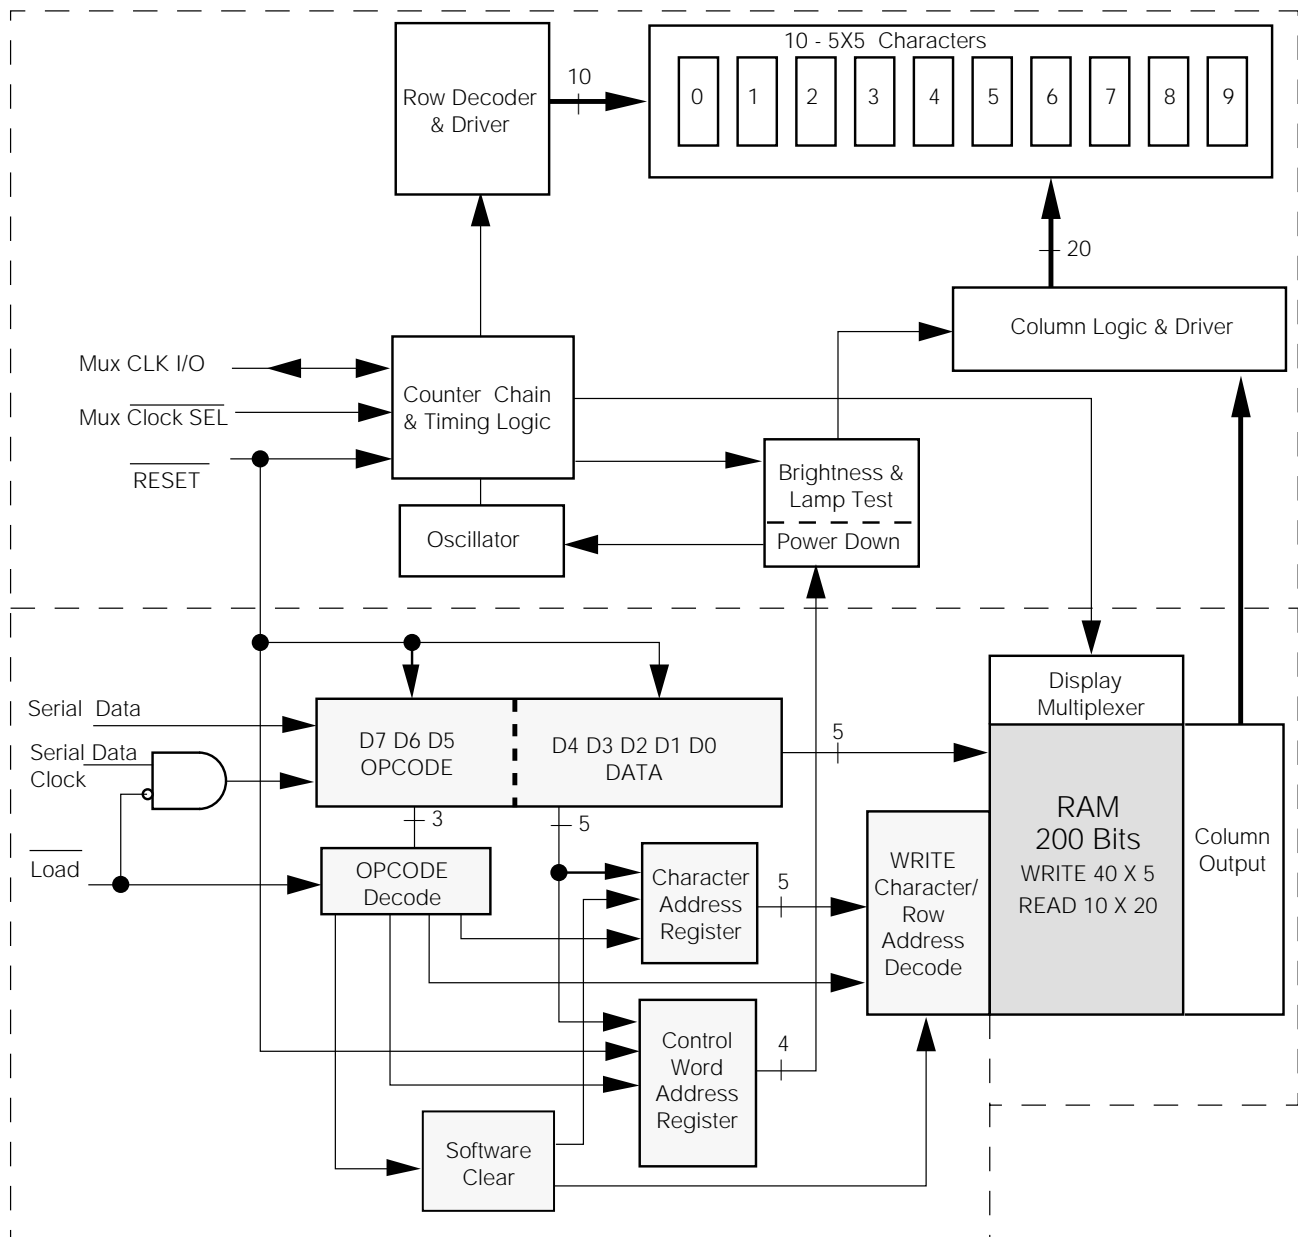 10 - 5X5 Characters
0 1 2 3 4 5 6 7 8 9
10
Row Decoder
& Driver
20
Column Logic & Driver
Mux CLK I/O
Mux Clock SEL
RESET
Counter Chain
& Timing Logic
Brightness &
Lamp Test
Power Down
Oscillator
Serial Data
Serial Data
Clock
Load
D7 D6 D5
OPCODE
D4 D3 D2 D1 D0
DATA
5
3
5
OPCODE
Decode
Character
Address
Register
5
WRITE
Character/
Row
Address
Decode
Display
Multiplexer
RAM
200 Bits
WRITE 40 X 5
READ 10 X 20
Column
Output
Control
Word
Address
Register
4
Software
Clear